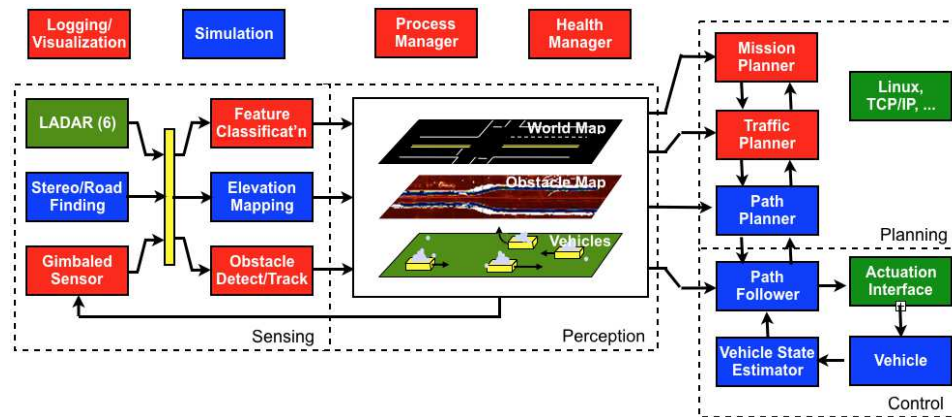 Logging/
Visualization
Simulation
Process
Manager
Health
Manager
Mission
Planner
Linux,
TCP/IP, ...
LADAR (6)
Feature
Classificat'n
World Map
Traffic
Planner
Stereo/Road
Finding
Elevation
Mapping
Obstacle Map
Path
Planner
Planning
Gimbaled
Sensor
Obstacle
Detect/Track
Vehicles
Path
Follower
Actuation
Interface
Sensing
Perception
Vehicle State
Estimator
Vehicle
Control